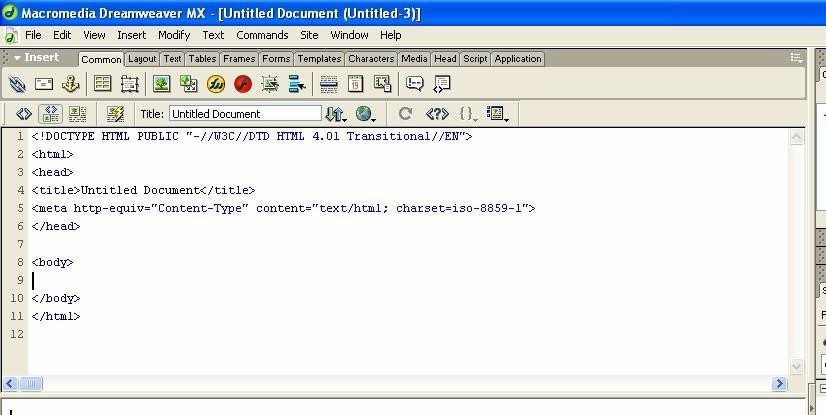 Macromedia Dreamweaver MX - [Untitled Document (Untitled-3)]
File Edit View Insert Modify Text Commands Site Window Help
Insert Common Layout Text Tables Frames Forms Templates Characters Media Head Script Application
Title: Untitled Document
1 <!DOCTYPE HTML PUBLIC "-//W3C//DTD HTML 4.01 Transitional//EN">
2 <html>
3 <head>
4 <title>Untitled Document</title>
5 <meta http-equiv="Content-Type" content="text/html; charset=iso-8859-1">
6 </head>
7
8 <body>
9
10 </body>
11 </html>
12